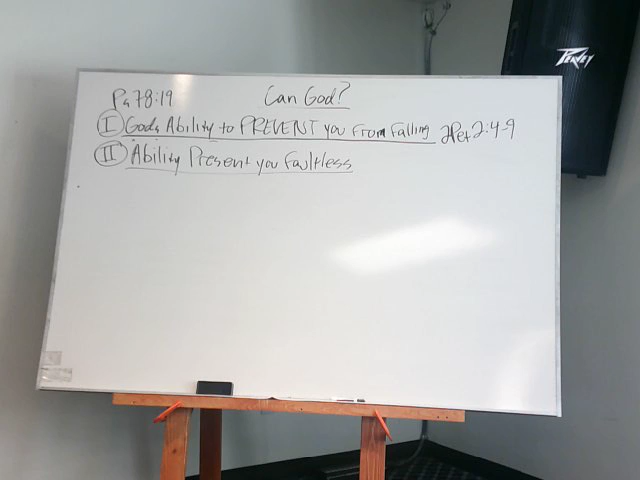 Ps 78:19 Can God?
I Gods Ability to PREVENT you From Falling 2Pet 2:4-9
II Ability Present you Faultless
PEAVEY